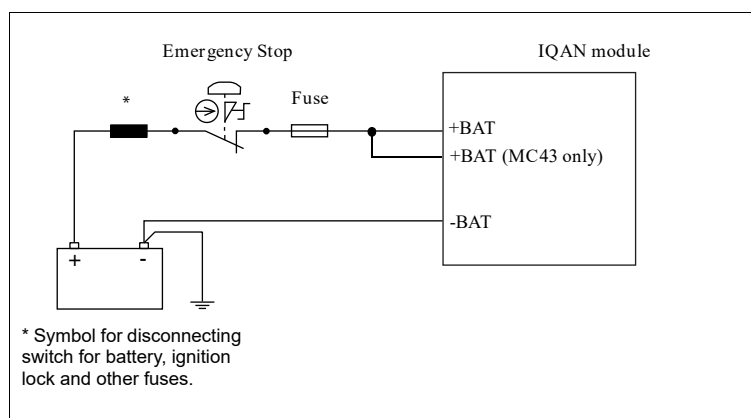 Emergency Stop
IQAN module
*
Fuse
+BAT
+BAT (MC43 only)
-BAT
+ -
* Symbol for disconnecting
switch for battery, ignition
lock and other fuses.